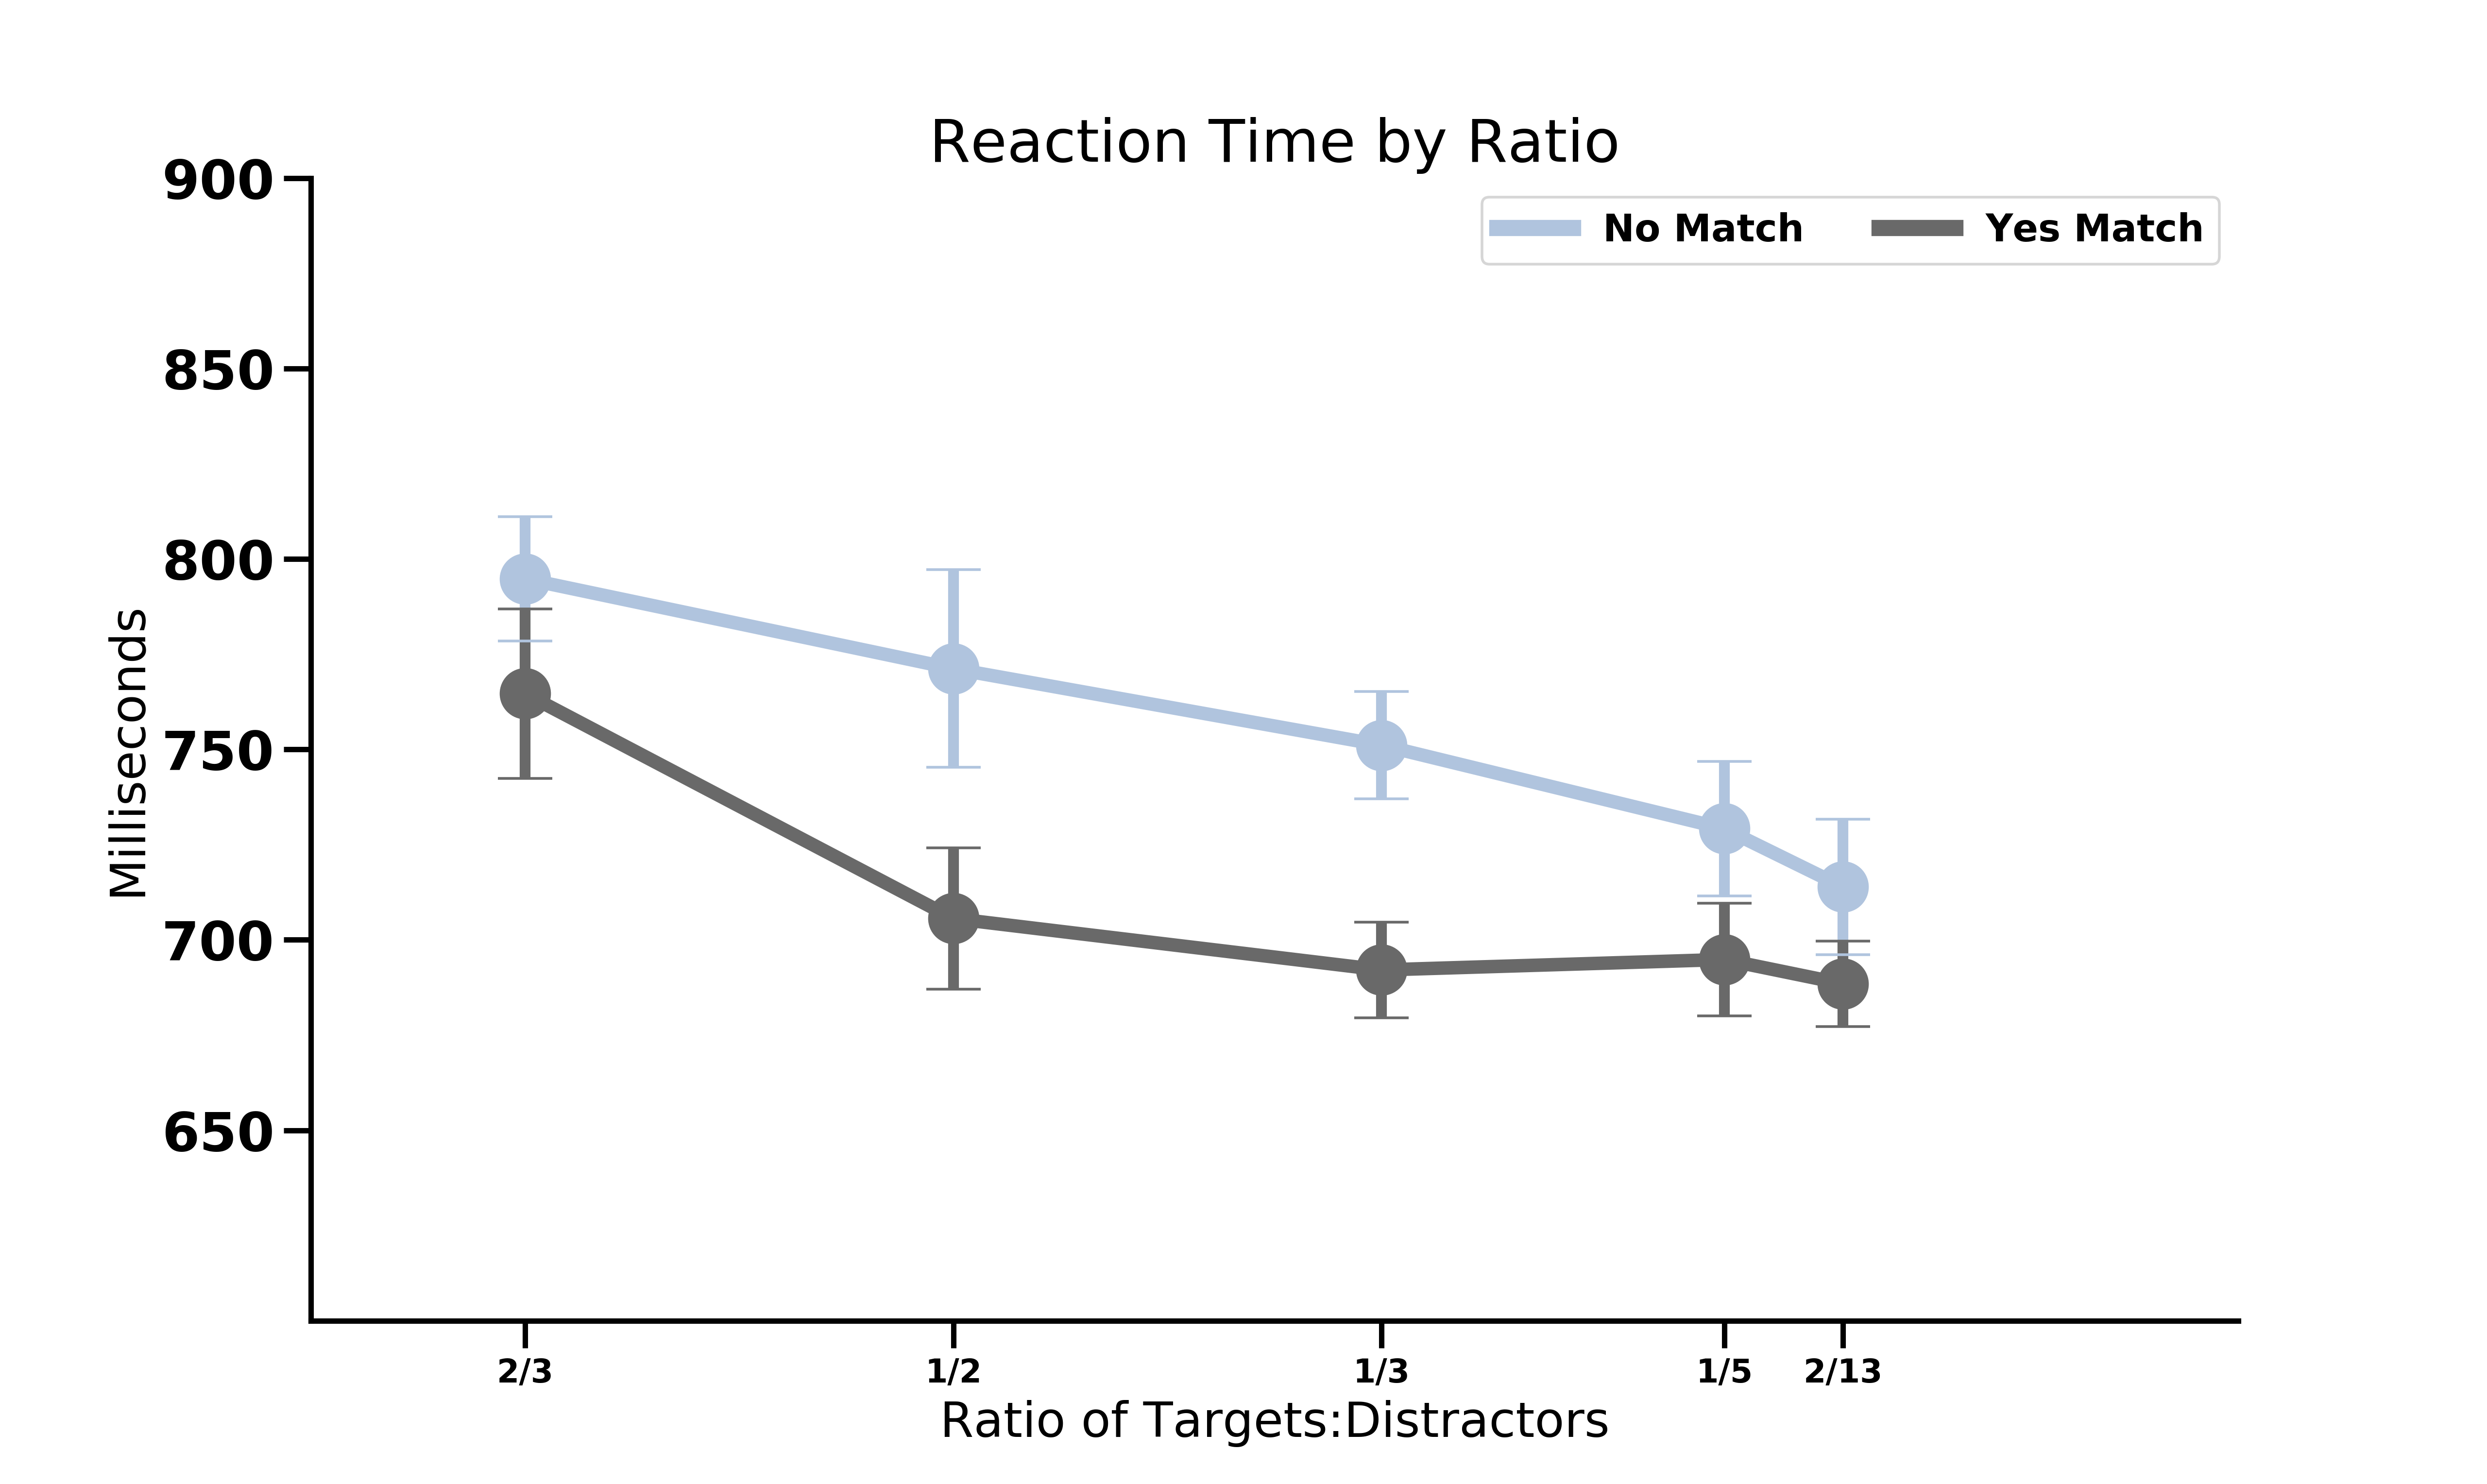 Reaction Time by Ratio
No Match Yes Match
900
850
800
750
700
650
Milliseconds
2/3 1/2 1/3 1/5 2/13
Ratio of Targets:Distractors